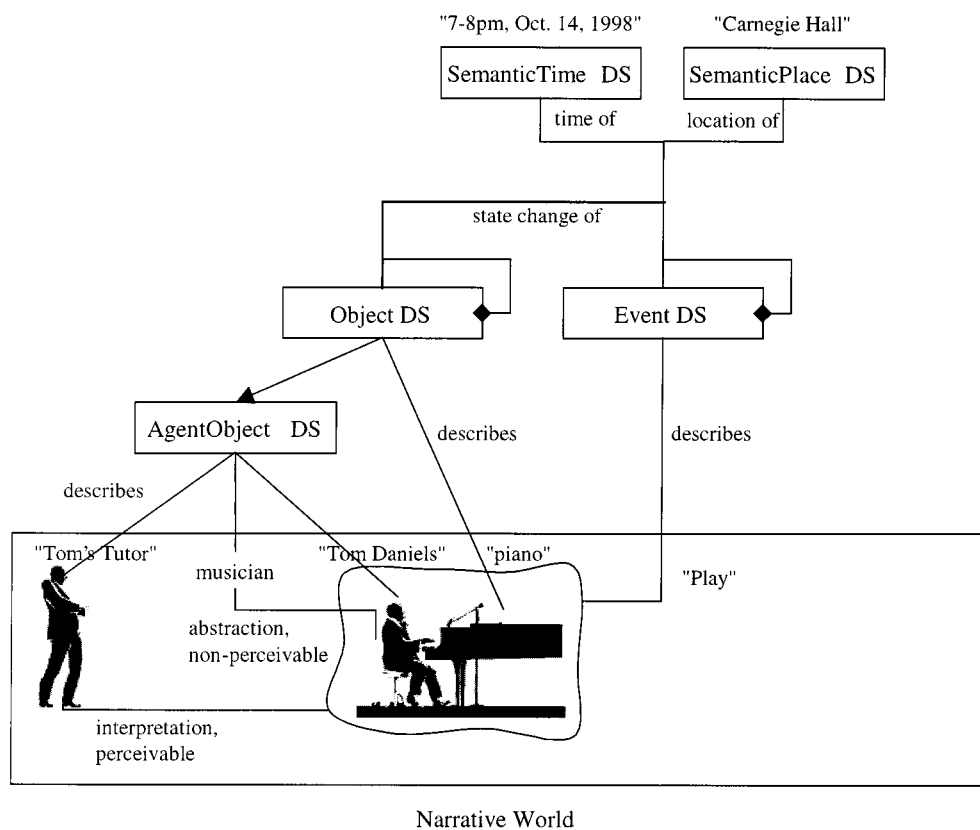 "7-8pm, Oct. 14, 1998" "Carnegie Hall"
SemanticTime DS SemanticPlace DS
time of location of
state change of
Object DS Event DS
AgentObject DS
describes describes
describes
"Tom's Tutor" "Tom Daniels" "piano"
musician "Play"
abstraction,
non-perceivable
interpretation,
perceivable
Narrative World